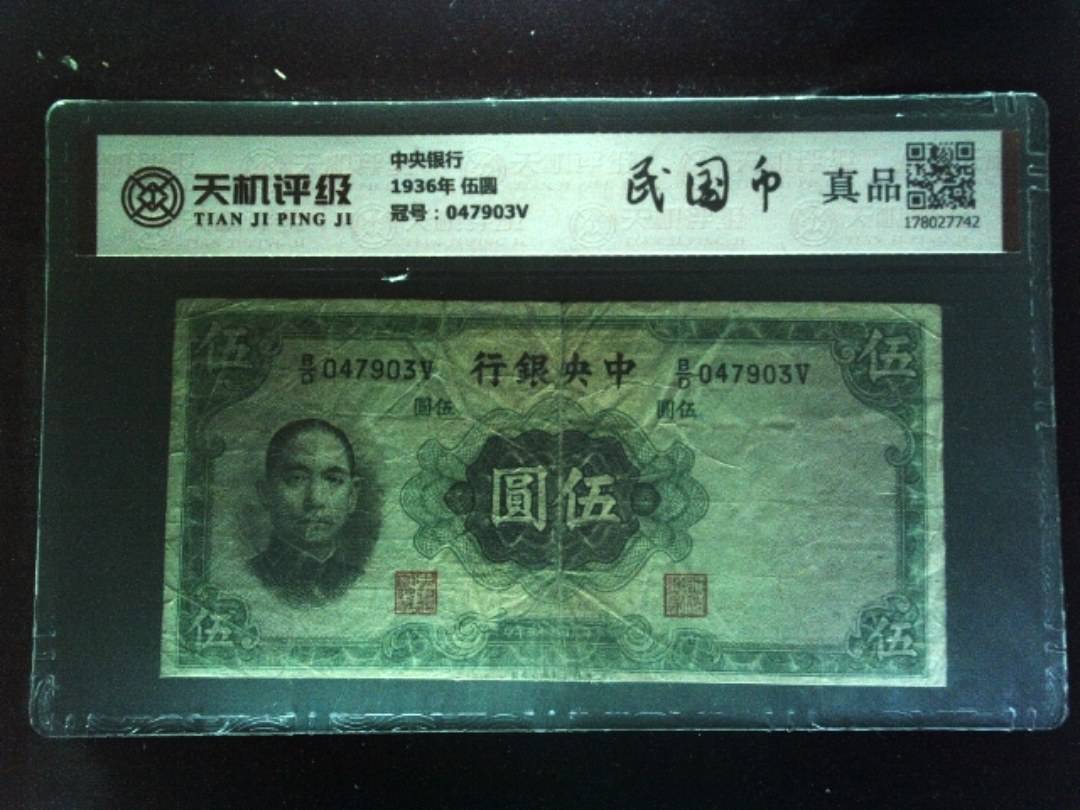 天机评级
TIAN JI PING JI
中央银行
1936年 伍圆
冠号：047903V
民国币
真品
178027742
伍
伍
B/D 047903V
行銀央中
B/D 047903V
圓伍
圓伍
圓伍
伍
伍